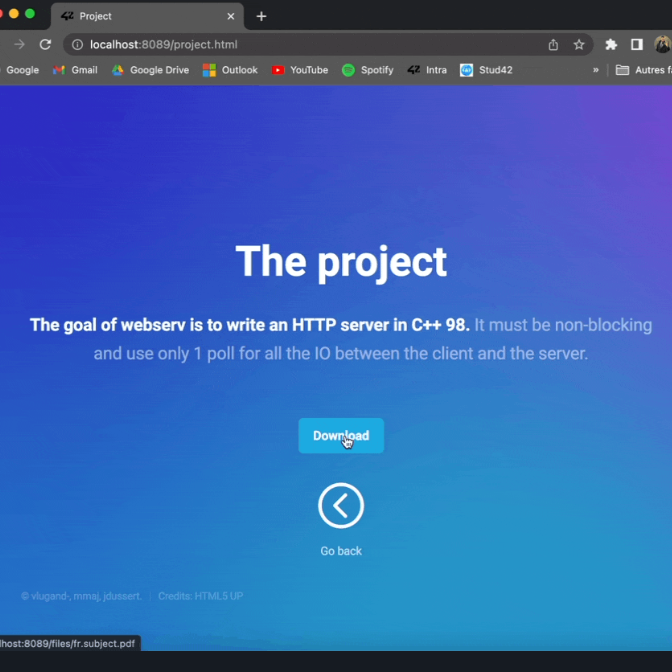 Project
localhost:8089/project.html
Google Gmail Google Drive Outlook YouTube Spotify Intra Stud42 » Autres f
The project
The goal of webserv is to write an HTTP server in C++ 98. It must be non-blocking
and use only 1 poll for all the IO between the client and the server.
Download
Go back
© vlugand-, mmaj, jdussert. Credits: HTML5 UP
lhost:8089/files/fr.subject.pdf